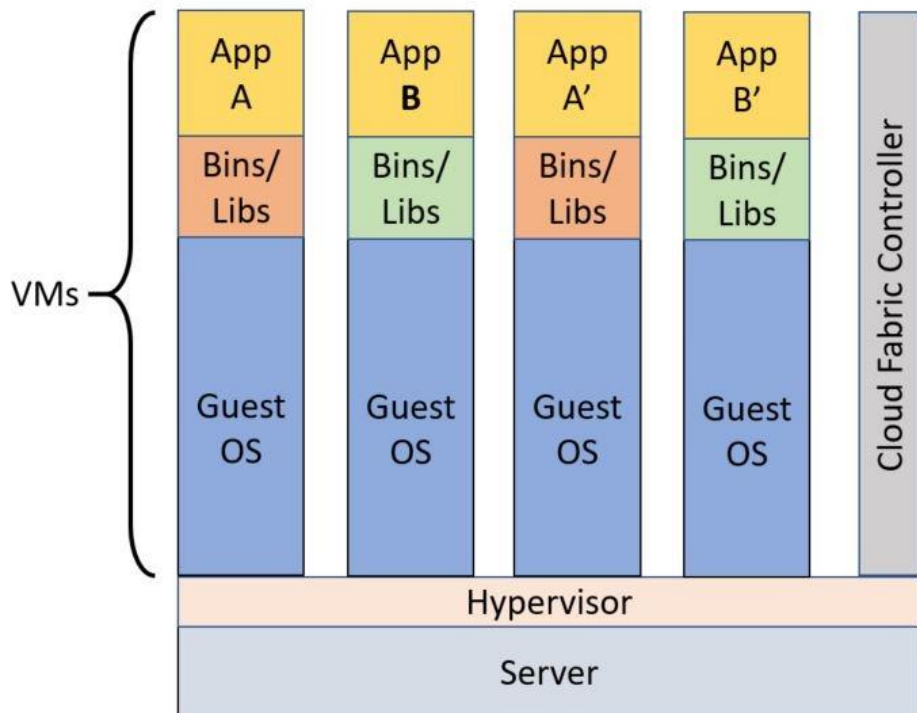 App
A
App
B
App
A’
App
B’
Bins/
Libs
Bins/
Libs
Bins/
Libs
Bins/
Libs
VMs
Guest
OS
Guest
OS
Guest
OS
Guest
OS
Cloud Fabric Controller
Hypervisor
Server